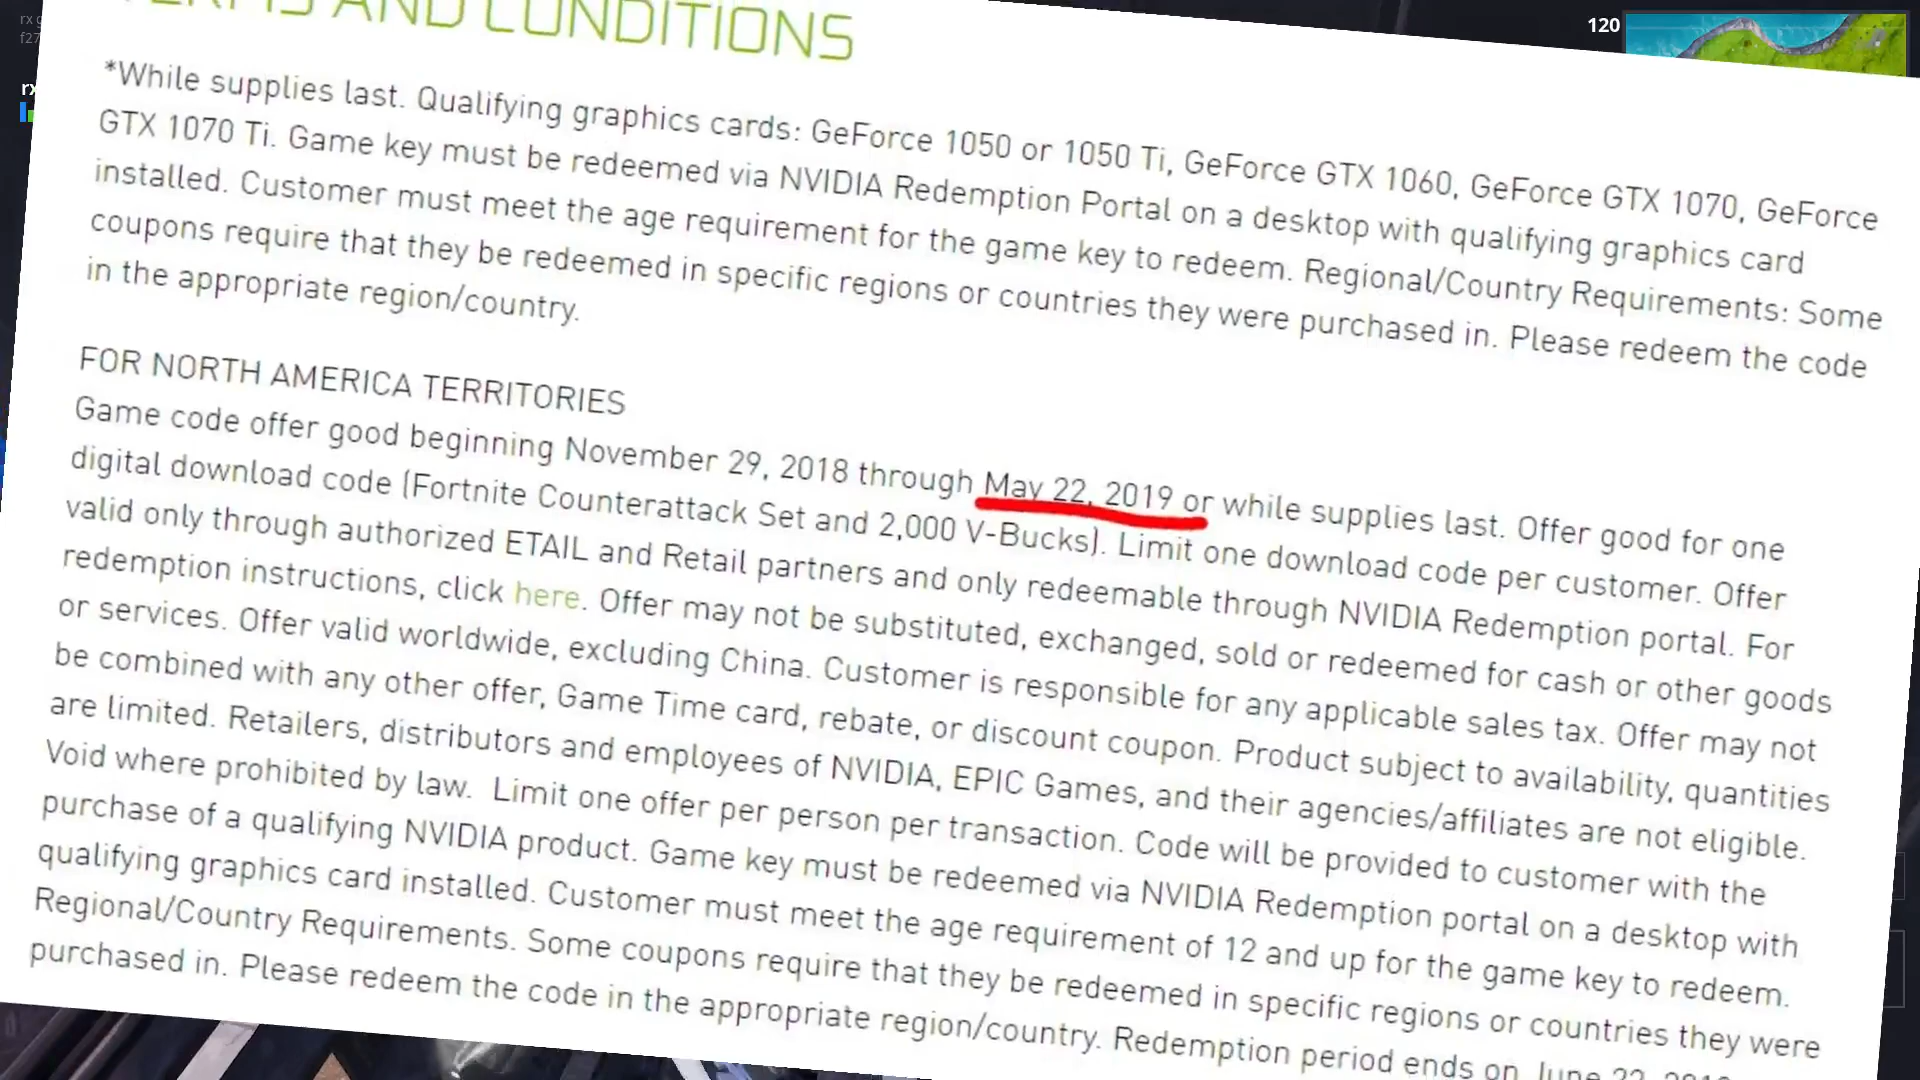 TERMS AND CONDITIONS
120
*While supplies last. Qualifying graphics cards: GeForce 1050 or 1050 Ti, GeForce GTX 1060, GeForce GTX 1070, GeForce
GTX 1070 Ti. Game key must be redeemed via NVIDIA Redemption Portal on a desktop with qualifying graphics card
installed. Customer must meet the age requirement for the game key to redeem. Regional/Country Requirements: Some
coupons require that they be redeemed in specific regions or countries they were purchased in. Please redeem the code
in the appropriate region/country.
FOR NORTH AMERICA TERRITORIES
Game code offer good beginning November 29, 2018 through May 22, 2019 or while supplies last. Offer good for one
digital download code (Fortnite Counterattack Set and 2,000 V-Bucks). Limit one download code per customer. Offer
valid only through authorized ETAIL and Retail partners and only redeemable through NVIDIA Redemption portal. For
redemption instructions, click here. Offer may not be substituted, exchanged, sold or redeemed for cash or other goods
or services. Offer valid worldwide, excluding China. Customer is responsible for any applicable sales tax. Offer may not
be combined with any other offer, Game Time card, rebate, or discount coupon. Product subject to availability, quantities
are limited. Retailers, distributors and employees of NVIDIA, EPIC Games, and their agencies/affiliates are not eligible.
Void where prohibited by law. Limit one offer per person per transaction. Code will be provided to customer with the
purchase of a qualifying NVIDIA product. Game key must be redeemed via NVIDIA Redemption portal on a desktop with
qualifying graphics card installed. Customer must meet the age requirement of 12 and up for the game key to redeem.
Regional/Country Requirements. Some coupons require that they be redeemed in specific regions or countries they were
purchased in. Please redeem the code in the appropriate region/country. Redemption period ends on June 22, 2019